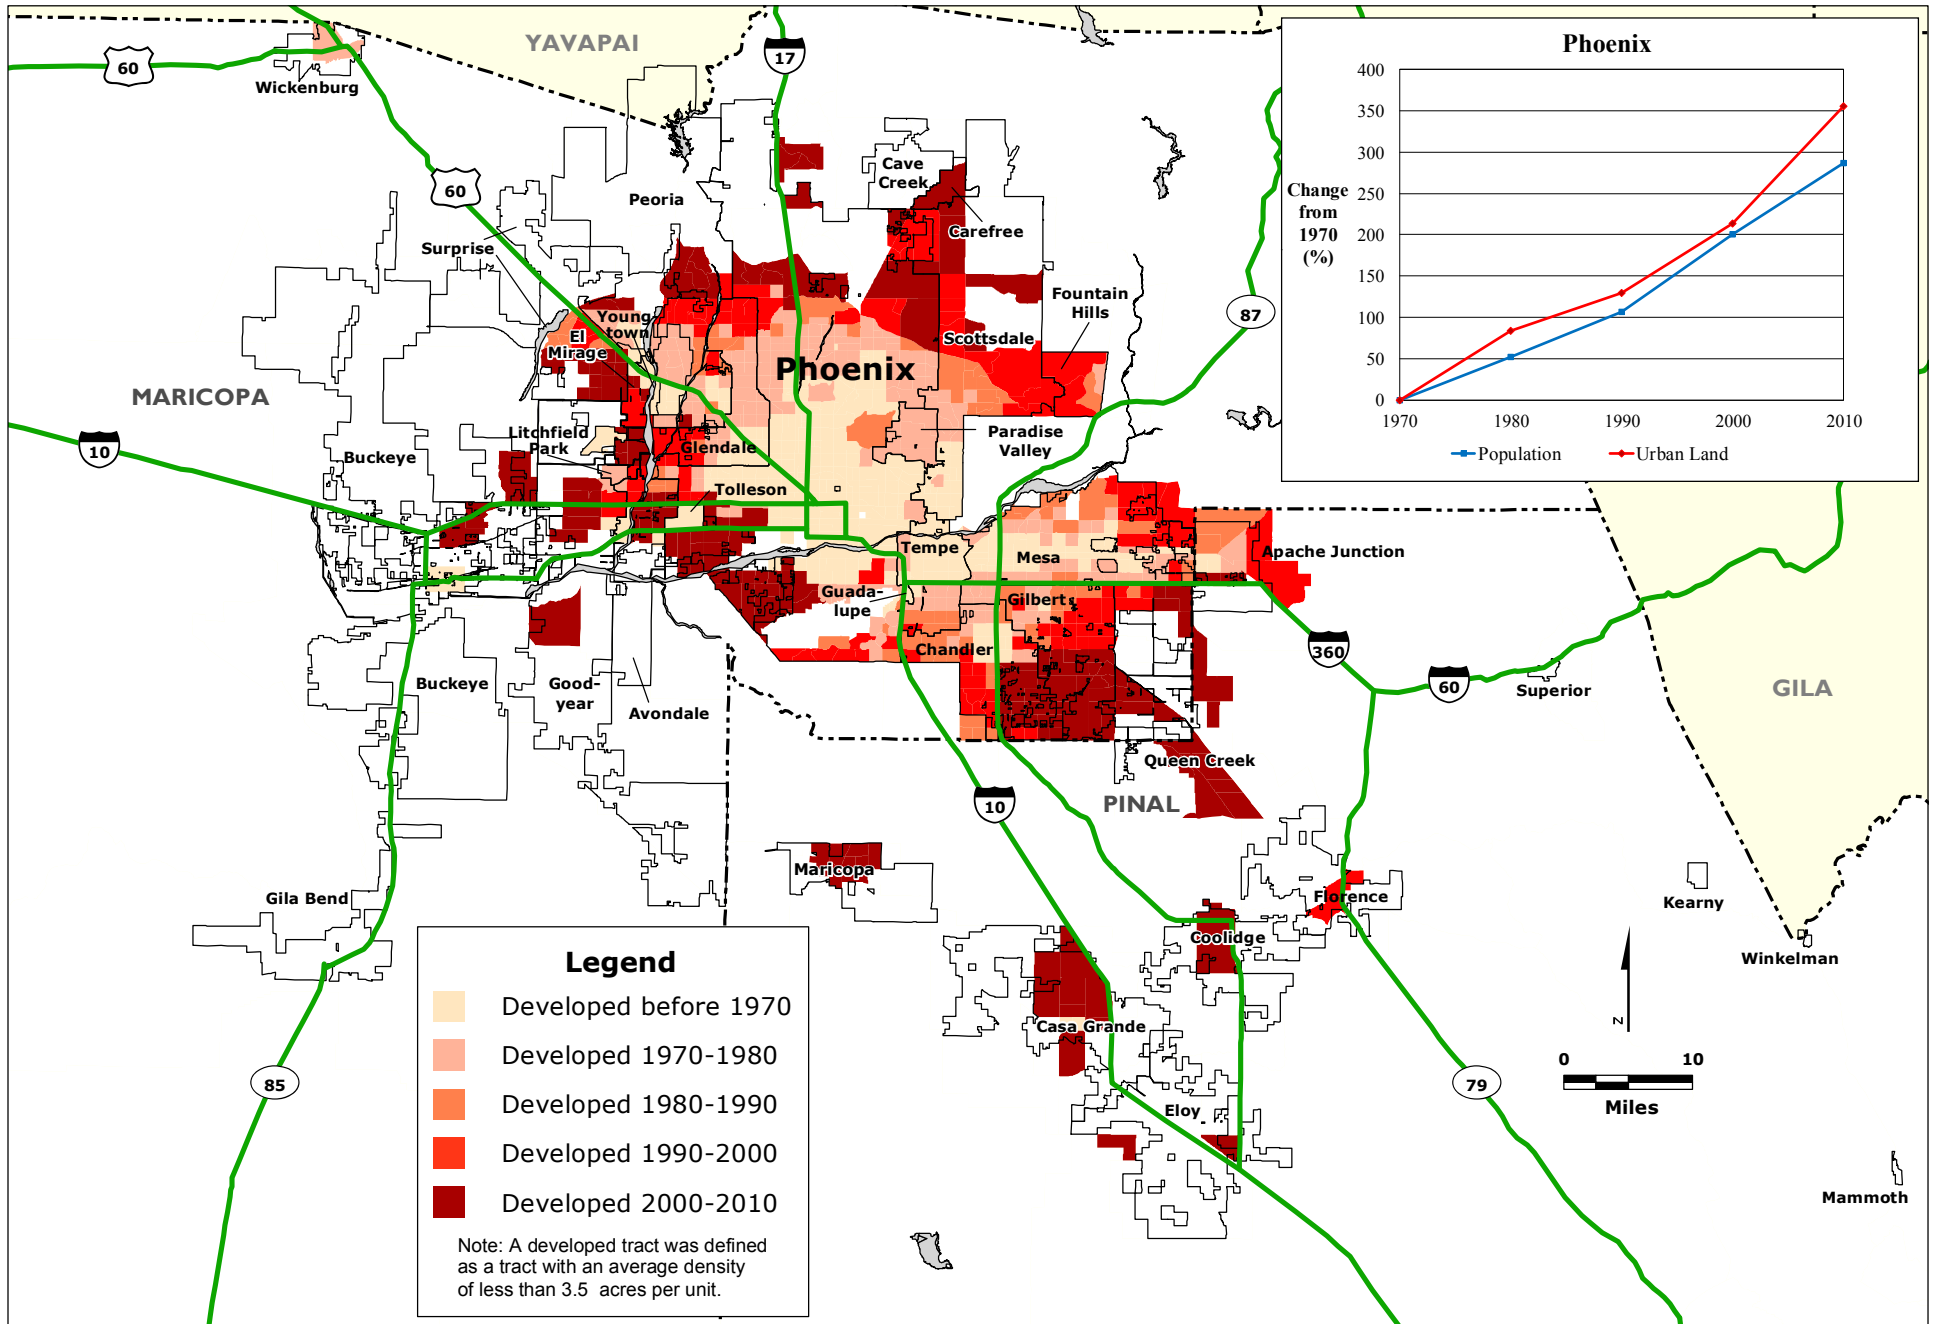 YAVAPAI
60
Wickenburg
17
Phoenix
400
350
300
250
200
150
100
50
0
Change
from
1970
(%)
1970
1980
1990
2000
2010
Population
Urban Land
60
Peoria
Cave
Creek
Carefree
Surprise
Fountain
Hills
87
Young
town
El
Mirage
Scottsdale
Phoenix
MARICOPA
10
Litchfield
Park
Buckeye
Glendale
Paradise
Valley
Tolleson
Tempe
Mesa
Apache Junction
Guada-
lupe
Gilbert
Chandler
360
60
Superior
GILA
Buckeye
Good-
year
Avondale
Queen Creek
PINAL
10
Maricopa
Gila Bend
Florence
Kearny
Coolidge
Winkelman
Casa Grande
Z
0
10
Miles
85
79
Eloy
Mammoth
Legend
Developed before 1970
Developed 1970-1980
Developed 1980-1990
Developed 1990-2000
Developed 2000-2010
Note: A developed tract was defined
as a tract with an average density
of less than 3.5 acres per unit.